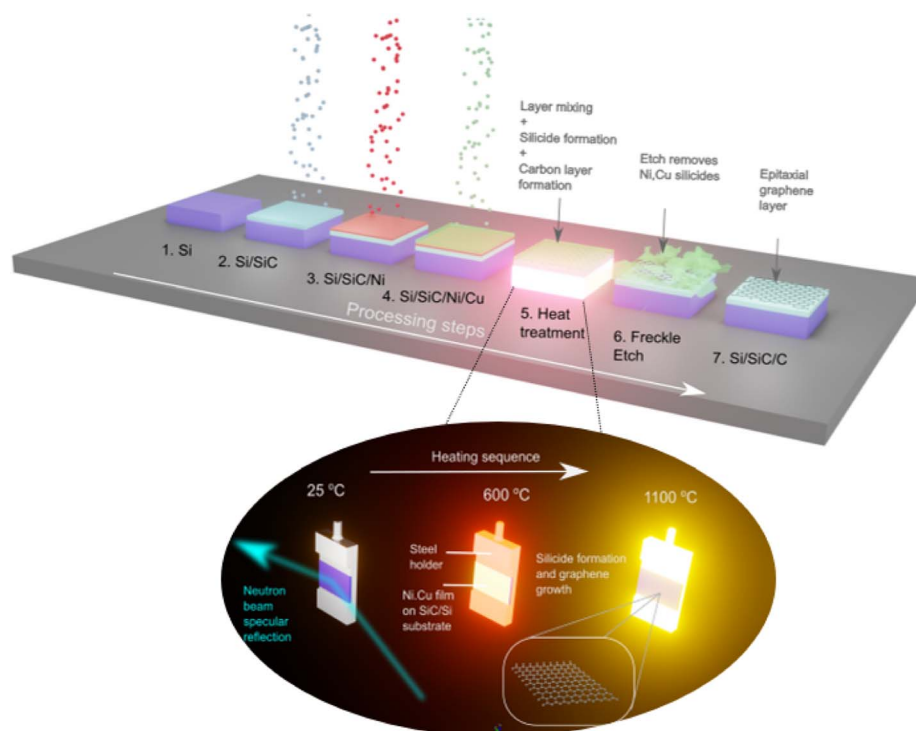 Layer mixing
+
Silicide formation
+
Carbon layer
formation
Etch removes
Ni,Cu silicides
Epitaxial
graphene
layer
1. Si
2. Si/SiC
3. Si/SiC/Ni
4. Si/SiC/Ni/Cu
5. Heat
treatment
6. Freckle
Etch
7. Si/SiC/C
Processing steps
Heating sequence
25 ºC
600 ºC
1100 ºC
Steel
holder
Ni.Cu film
on SiC/Si
substrate
Silicide formation
and graphene
growth
Neutron
beam
specular
reflection